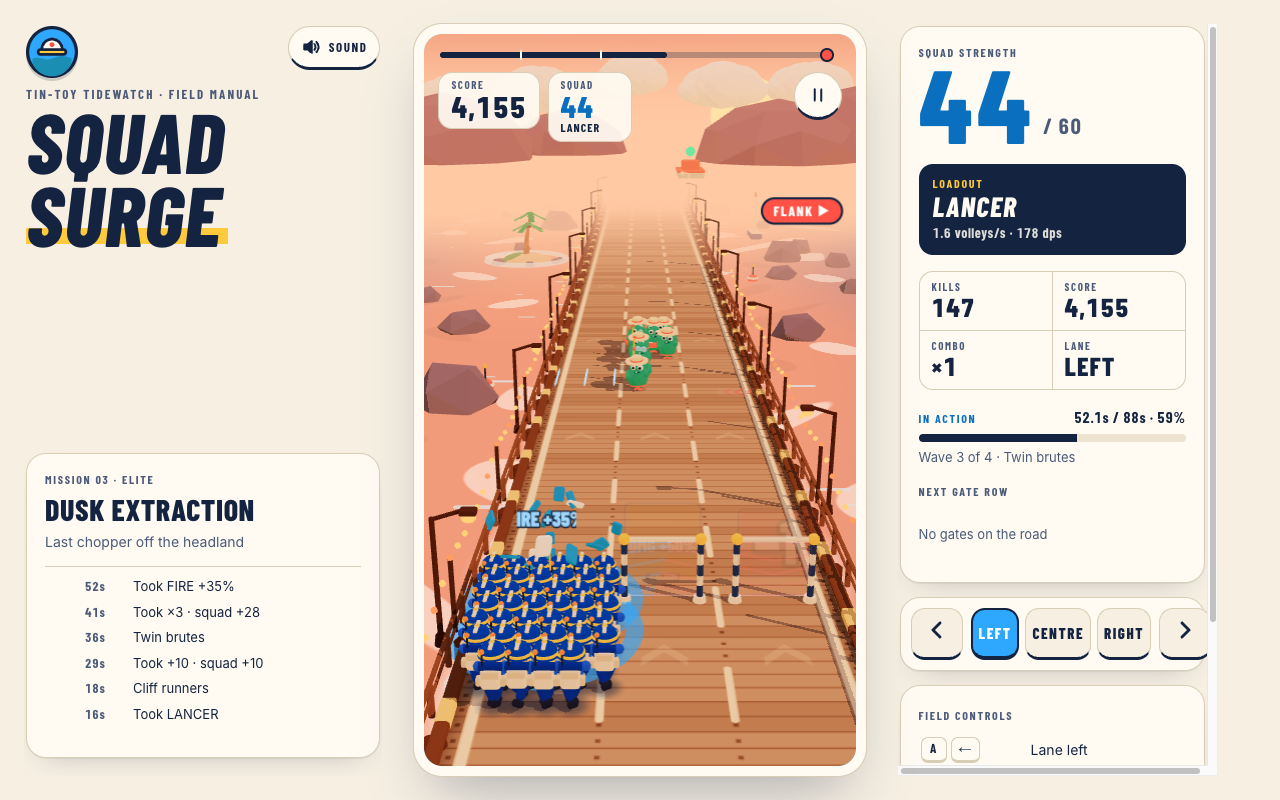 SOUND
TIN-TOY TIDEWATCH · FIELD MANUAL
SQUAD
SURGE
MISSION 03 · ELITE
DUSK EXTRACTION
Last chopper off the headland
52s Took FIRE +35%
41s Took ×3 · squad +28
36s Twin brutes
29s Took +10 · squad +10
18s Cliff runners
16s Took LANCER
SCORE
4,155
SQUAD
44
LANCER
FLANK
IRE +35%
SQUAD STRENGTH
44 / 60
LOADOUT
LANCER
1.6 volleys/s · 178 dps
KILLS
147
SCORE
4,155
COMBO
×1
LANE
LEFT
IN ACTION 52.1s / 88s · 59%
Wave 3 of 4 · Twin brutes
NEXT GATE ROW
No gates on the road
LEFT CENTRE RIGHT
FIELD CONTROLS
A ← Lane left